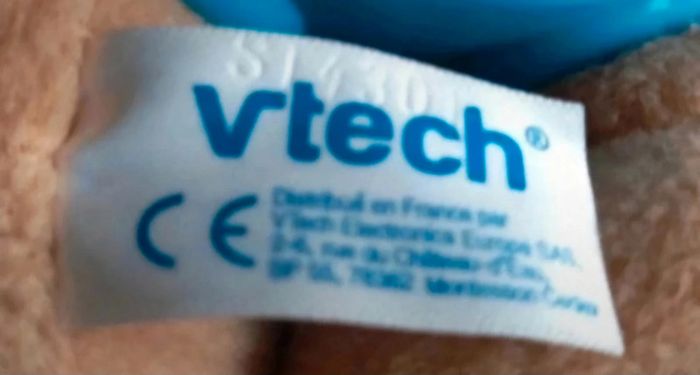 vtech®
CE Distribué en France par
VTech Electronics Europe SAS,
2-6, rue du Château-d'Eau,
BP 55, 78362 Montesson Cedex